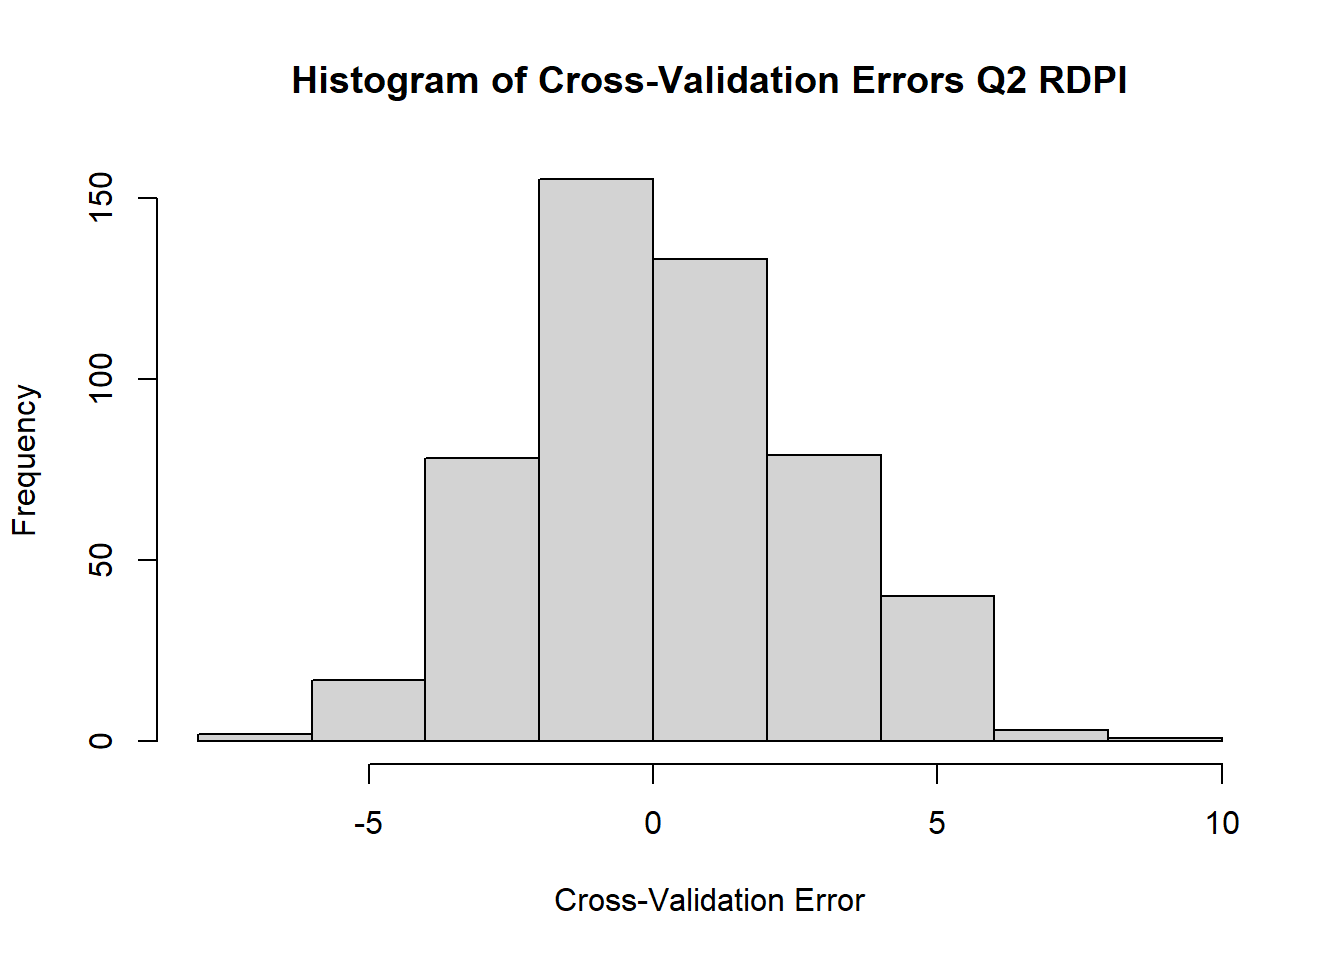 Histogram of Cross-Validation Errors Q2 RDPI
Frequency
150
100
50
0
-5 0 5 10
Cross-Validation Error